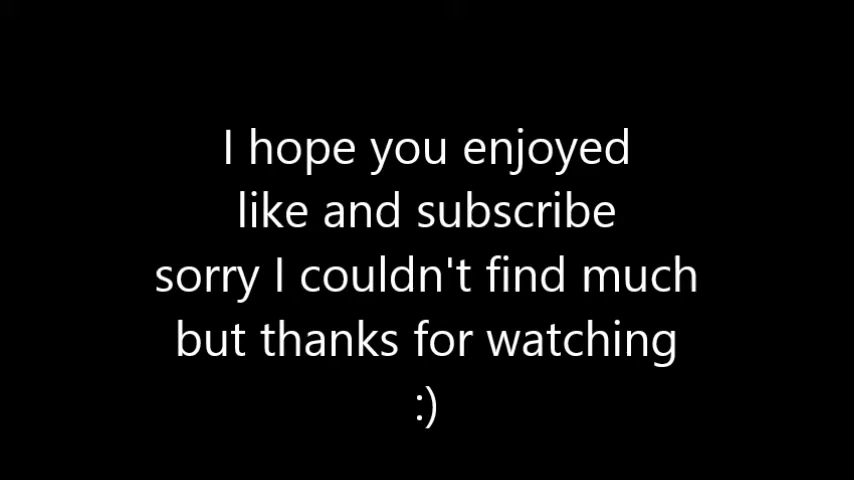 I hope you enjoyed
like and subscribe
sorry I couldn't find much
but thanks for watching
:)